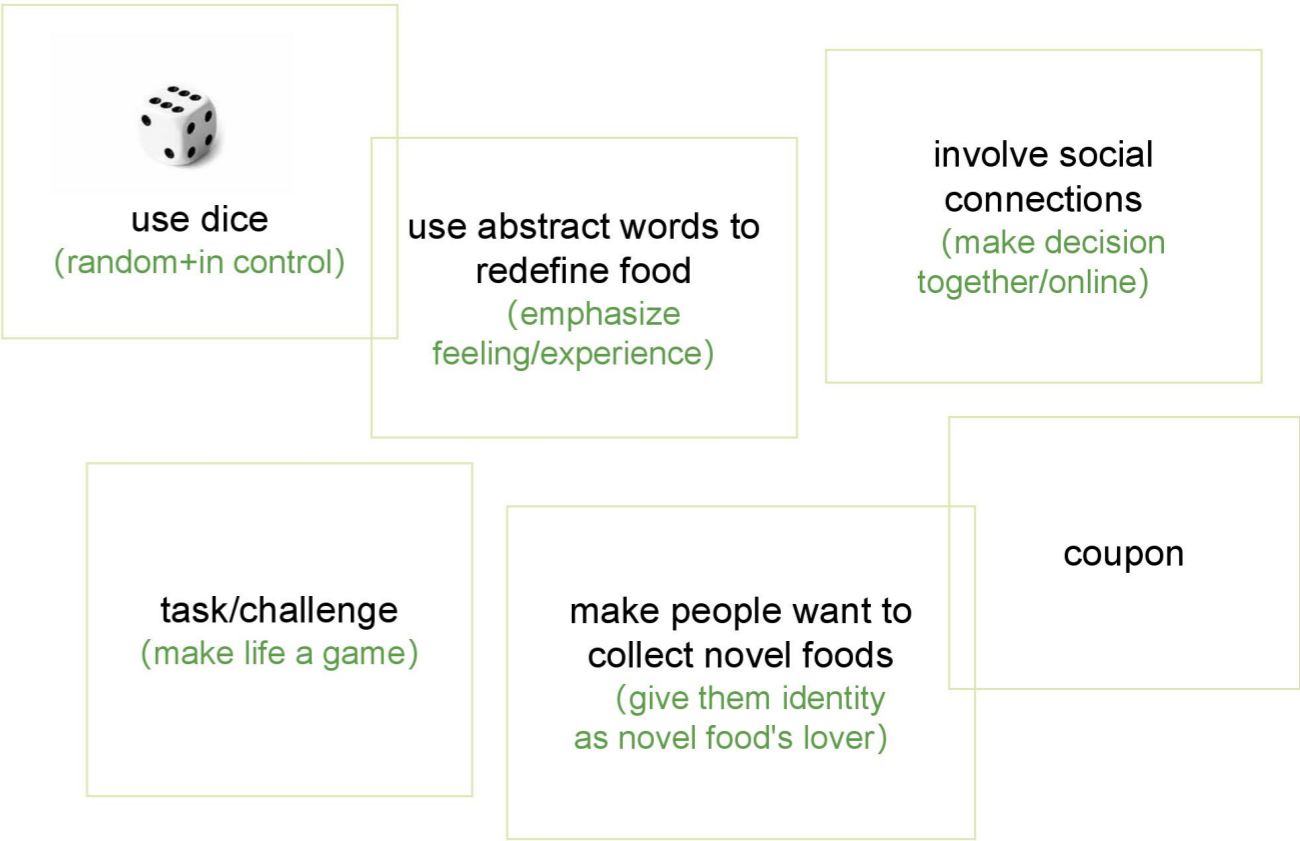 use dice
(random+in control)
use abstract words to
redefine food
(emphasize
feeling/experience)
involve social
connections
(make decision
together/online)
task/challenge
(make life a game)
make people want to
collect novel foods
(give them identity
as novel food's lover)
coupon